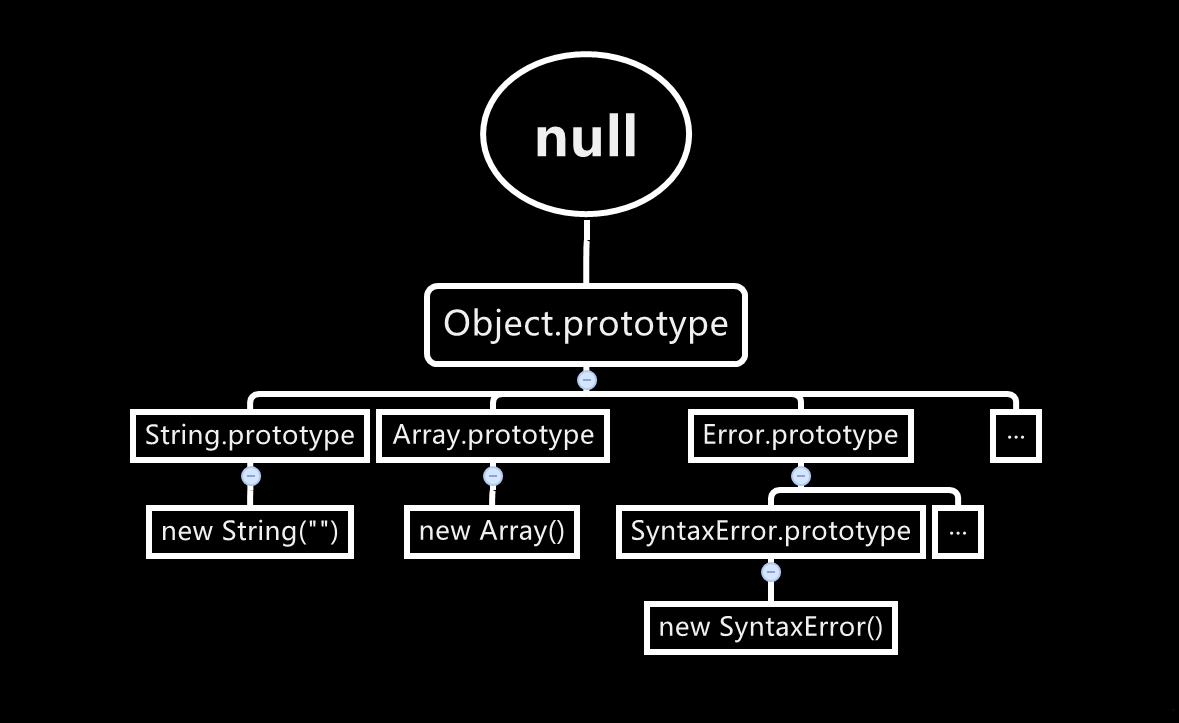 null
Object.prototype
String.prototype
Array.prototype
Error.prototype
...
new String("")
new Array()
SyntaxError.prototype
...
new SyntaxError()